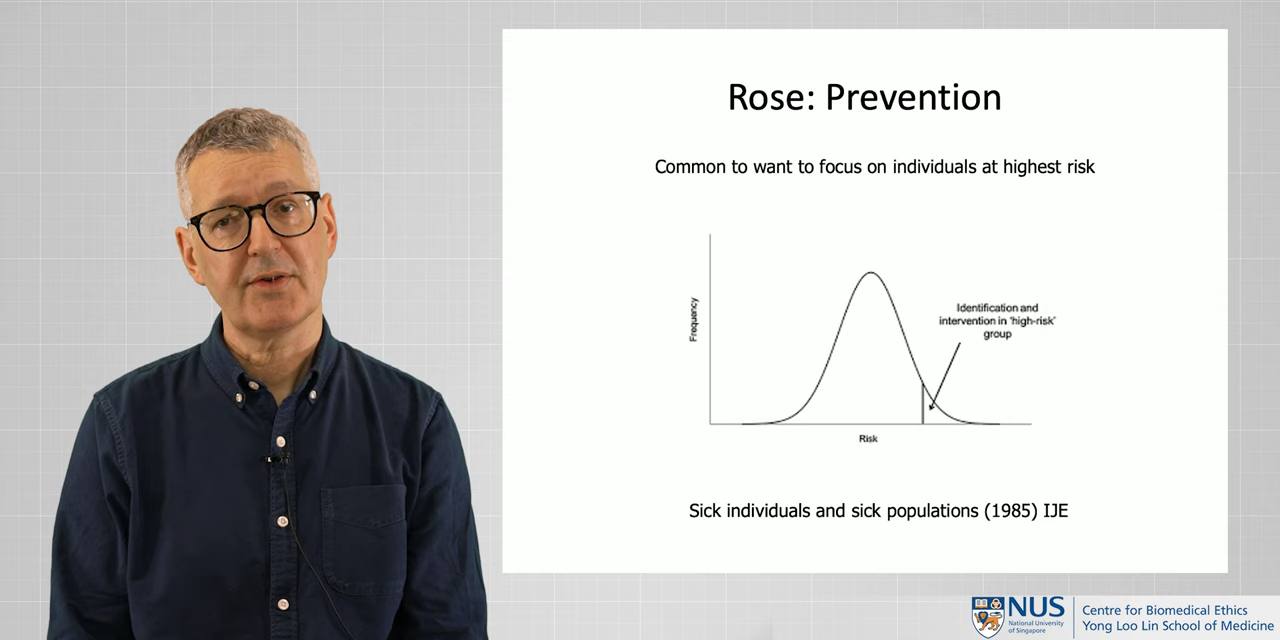 Rose: Prevention
Common to want to focus on individuals at highest risk
Frequency
Identification and
intervention in 'high-risk'
group
Risk
Sick individuals and sick populations (1985) IJE
NUS
National University
of Singapore
Centre for Biomedical Ethics
Yong Loo Lin School of Medicine